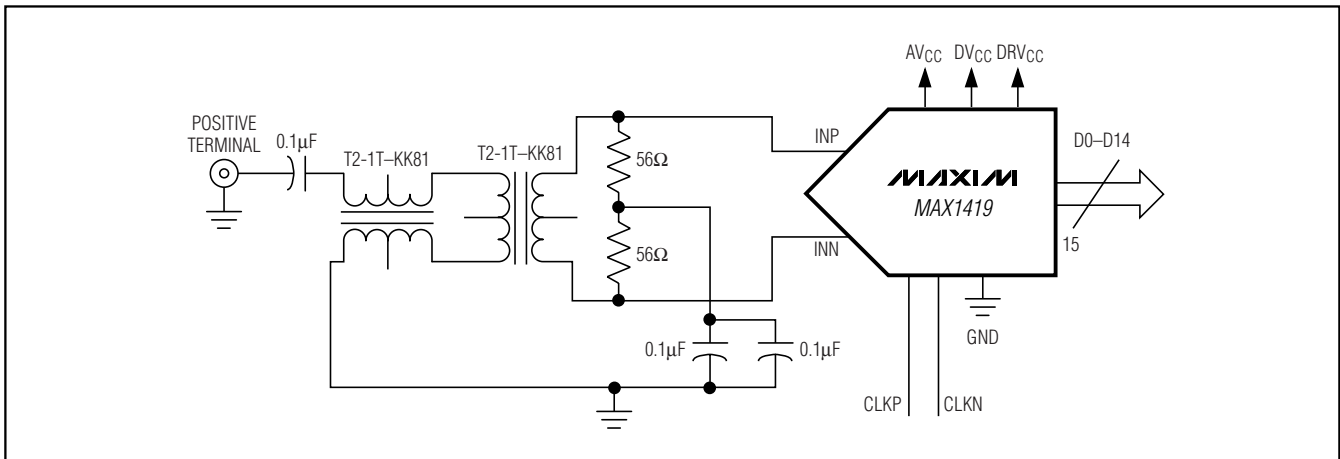 AVCC DVCC DRVCC
POSITIVE
TERMINAL
0.1μF
T2-1T–KK81
T2-1T–KK81
56Ω
56Ω
INP
INN
MAXIM
MAX1419
D0–D14
15
0.1μF
0.1μF
GND
CLKP
CLKN